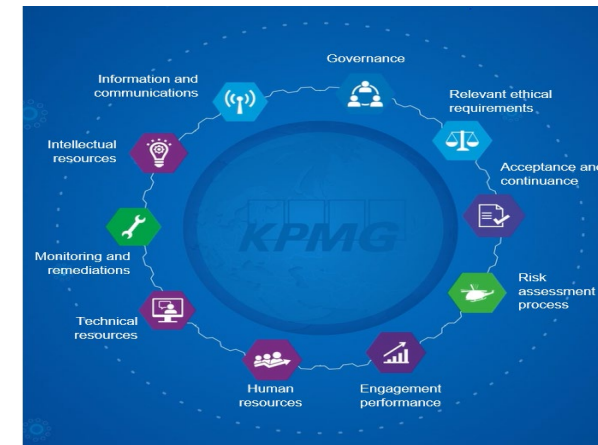 Governance
Information and
communications
Relevant ethical
requirements
Intellectual
resources
Acceptance and
continuance
KPMG
Monitoring and
remediations
Risk
assessment
process
Technical
resources
Human
resources
Engagement
performance